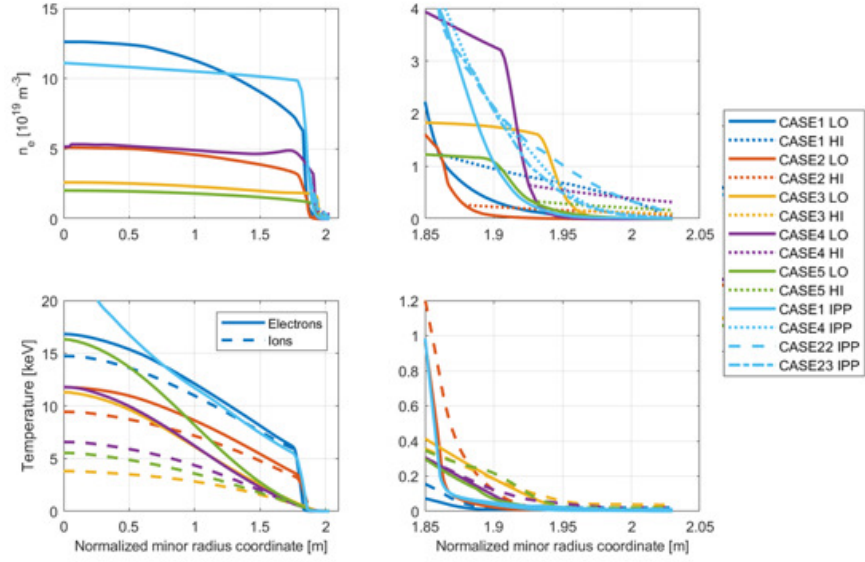 15
10
5
0
n_e [10^19 m^-3]
0 0.5 1 1.5 2
4
3
2
1
0
1.85 1.9 1.95 2 2.05
CASE1 LO
CASE1 HI
CASE2 LO
CASE2 HI
CASE3 LO
CASE3 HI
CASE4 LO
CASE4 HI
CASE5 LO
CASE5 HI
CASE1 IPP
CASE4 IPP
CASE22 IPP
CASE23 IPP
20
15
10
5
0
Temperature [keV]
Electrons
Ions
0 0.5 1 1.5 2
Normalized minor radius coordinate [m]
1.2
1
0.8
0.6
0.4
0.2
0
1.85 1.9 1.95 2 2.05
Normalized minor radius coordinate [m]